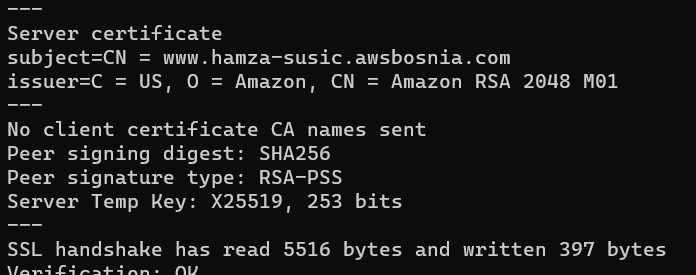 ---
Server certificate
subject=CN = www.hamza-susic.awsbosnia.com
issuer=C = US, O = Amazon, CN = Amazon RSA 2048 M01
---
No client certificate CA names sent
Peer signing digest: SHA256
Peer signature type: RSA-PSS
Server Temp Key: X25519, 253 bits
---
SSL handshake has read 5516 bytes and written 397 bytes
Verification: OK